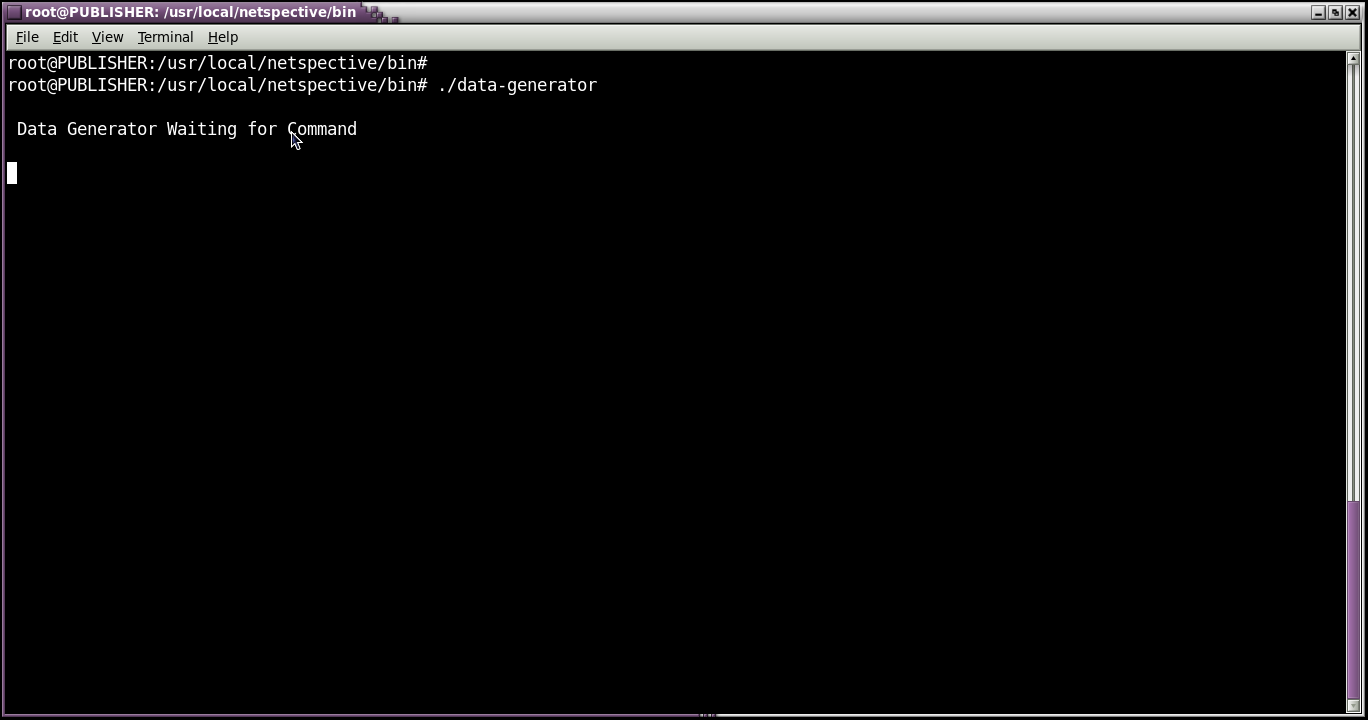 root@PUBLISHER: /usr/local/netspective/bin
File Edit View Terminal Help
root@PUBLISHER:/usr/local/netspective/bin#
root@PUBLISHER:/usr/local/netspective/bin# ./data-generator
Data Generator Waiting for Command